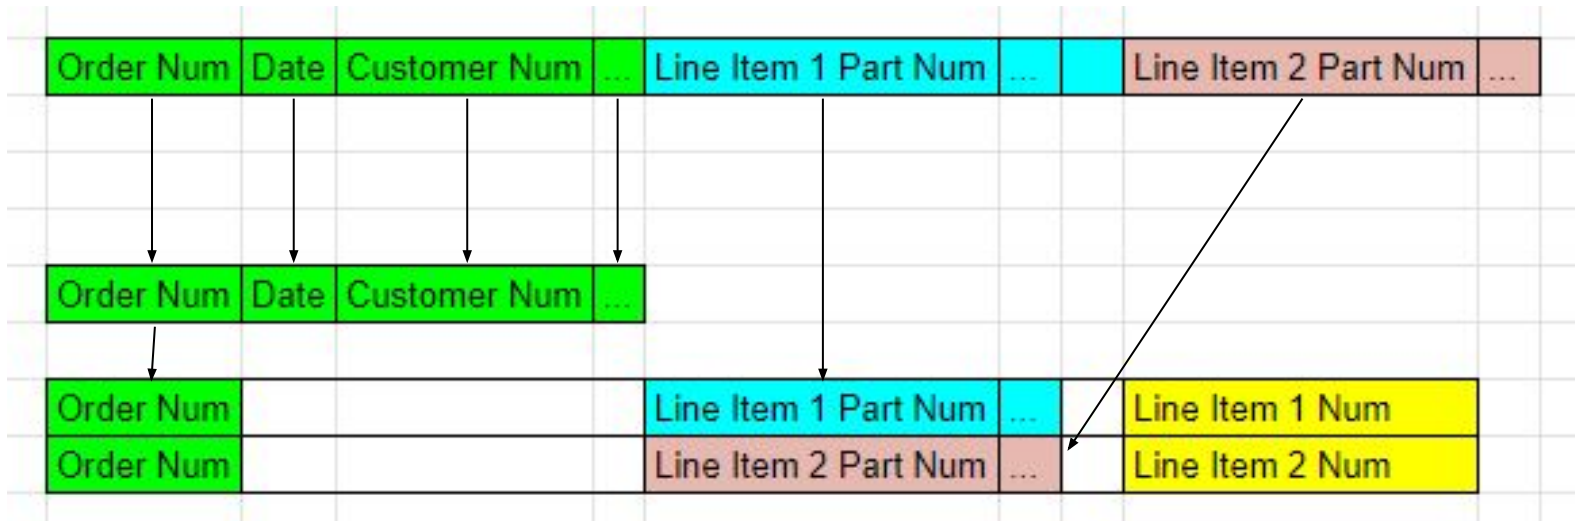 Order Num Date Customer Num ... Line Item 1 Part Num ... Line Item 2 Part Num ...
Order Num Date Customer Num ...
Order Num Line Item 1 Part Num ... Line Item 1 Num
Order Num Line Item 2 Part Num ... Line Item 2 Num